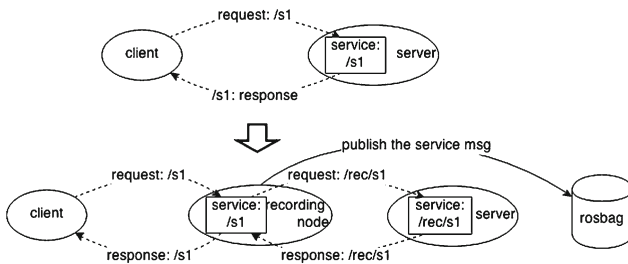 request: /s1
client
service:
/s1
server
/s1: response
publish the service msg
request: /s1
request: /rec/s1
client
service:
/s1
recording
node
service:
/rec/s1
server
rosbag
response: /s1
response: /rec/s1